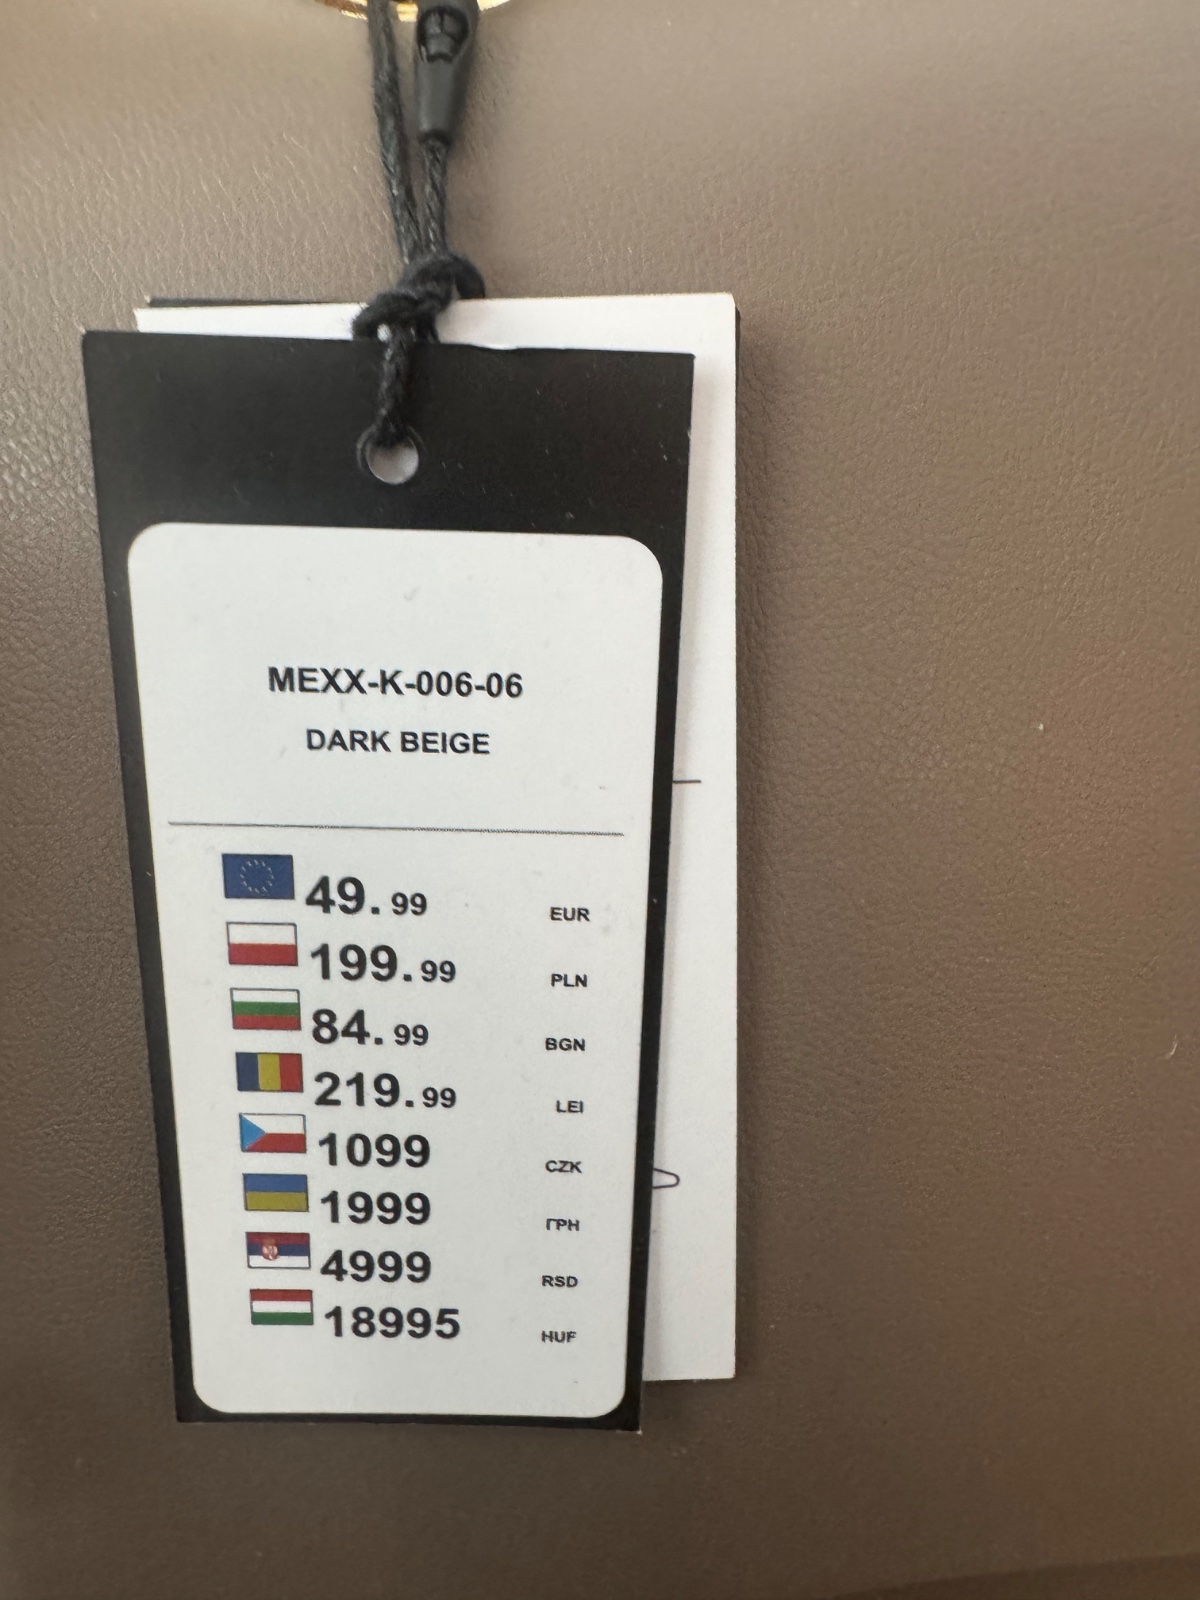 MEXX-K-006-06
DARK BEIGE
49.99 EUR
199.99 PLN
84.99 BGN
219.99 LEI
1099 CZK
1999 ГРН
4999 RSD
18995 HUF